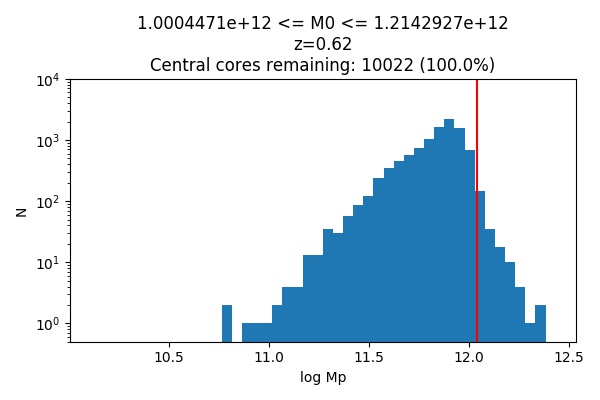 1.0004471e+12 <= M0 <= 1.2142927e+12
z=0.62
Central cores remaining: 10022 (100.0%)
10⁴
10³
10²
10¹
10⁰
N
10.5 11.0 11.5 12.0 12.5
log Mp